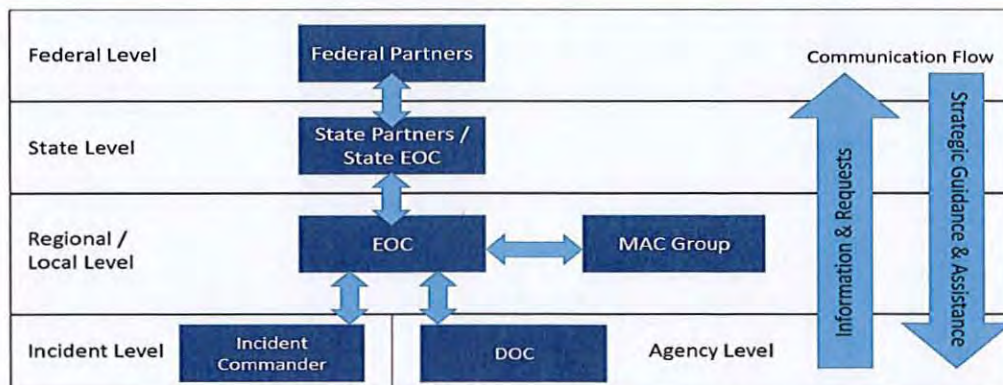 Federal Level
Federal Partners
Communication Flow
State Level
State Partners /
State EOC
Regional /
Local Level
EOC
MAC Group
Information & Requests
Strategic Guidance & Assistance
Incident Level
Incident
Commander
DOC
Agency Level